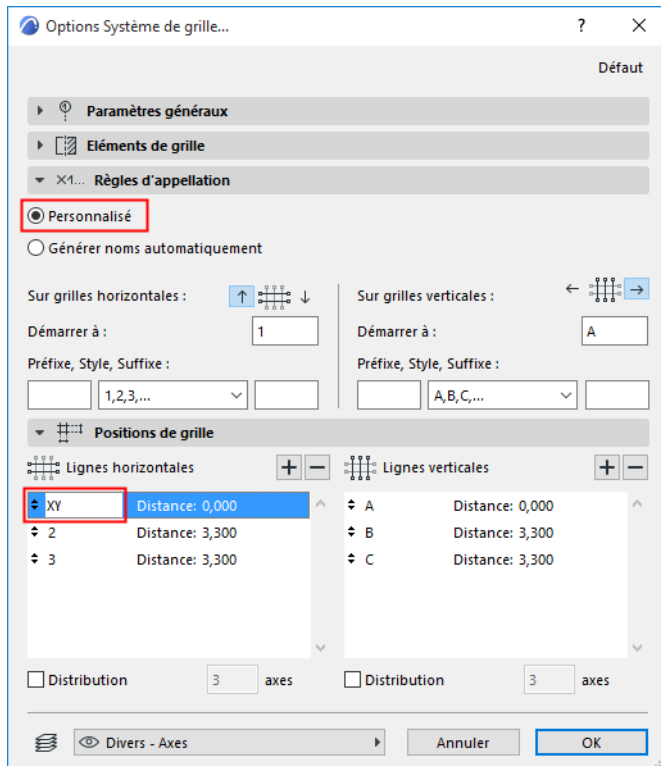 Options Système de grille... ?
Défaut
Paramètres généraux
Eléments de grille
X1... Règles d'appellation
Personnalisé
Générer noms automatiquement
Sur grilles horizontales : Sur grilles verticales :
Démarrer à : 1 Démarrer à : A
Préfixe, Style, Suffixe : Préfixe, Style, Suffixe :
1,2,3,... A,B,C,...
Positions de grille
Lignes horizontales Lignes verticales
XY Distance: 0,000 A Distance: 0,000
2 Distance: 3,300 B Distance: 3,300
3 Distance: 3,300 C Distance: 3,300
Distribution 3 axes Distribution 3 axes
Divers - Axes Annuler OK